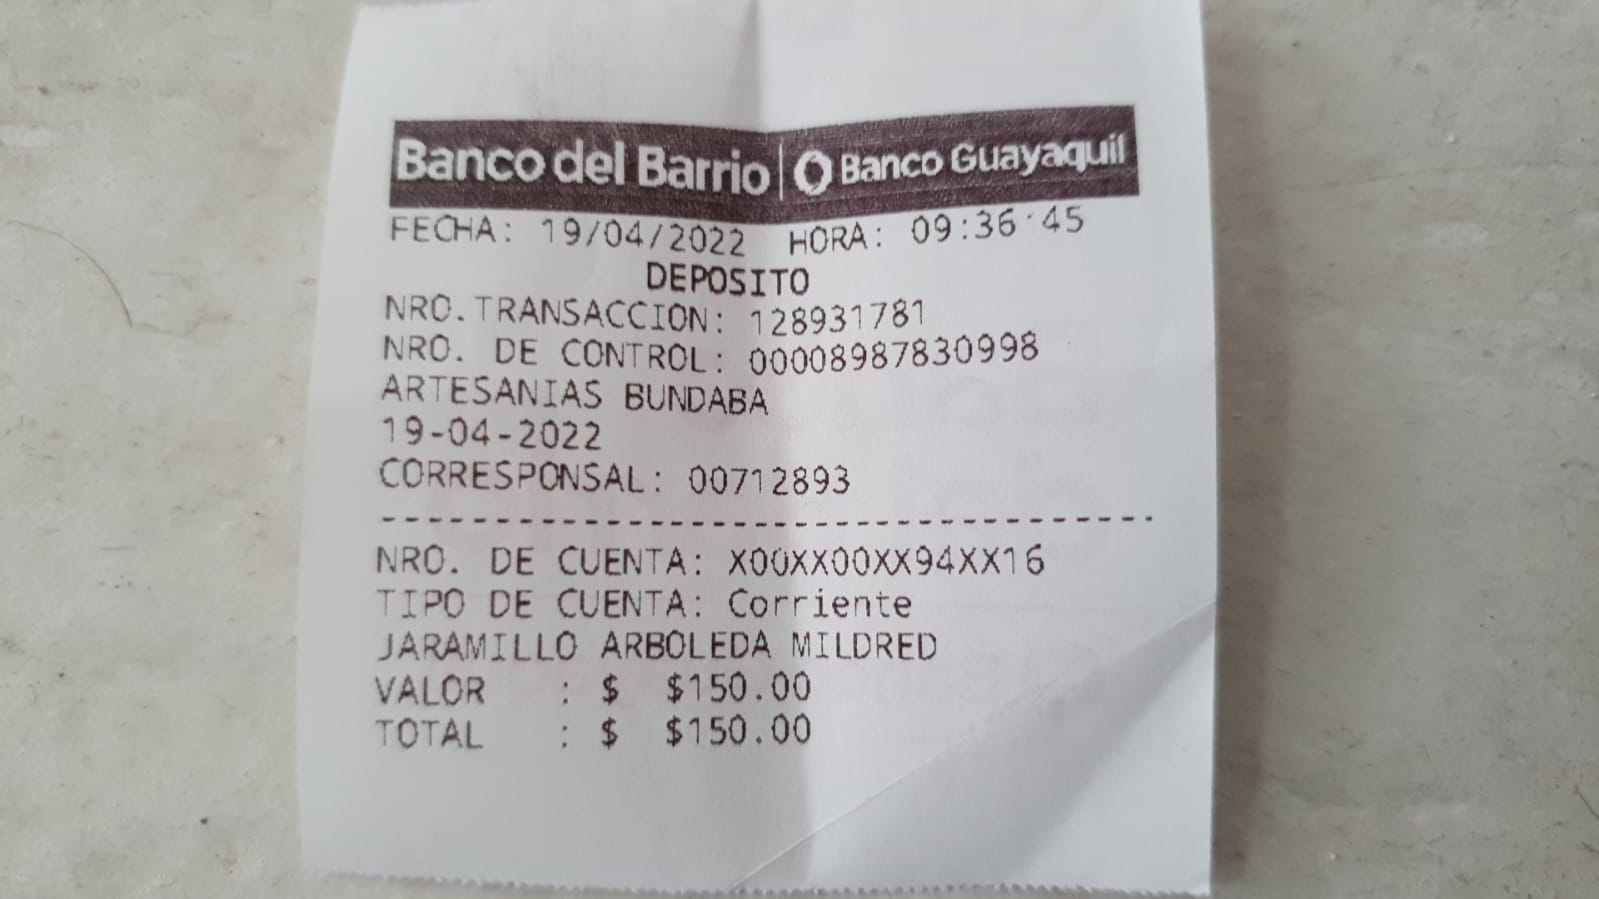 Banco del Barrio | Banco Guayaquil
FECHA: 19/04/2022 HORA: 09:36:45
DEPOSITO
NRO. TRANSACCION: 128931781
NRO. DE CONTROL: 00008987830998
ARTESANIAS BUNDABA
19-04-2022
CORRESPONSAL: 00712893
----------------------------------
NRO. DE CUENTA: X00XX00XX94XX16
TIPO DE CUENTA: Corriente
JARAMILLO ARBOLEDA MILDRED
VALOR : $ $150.00
TOTAL : $ $150.00